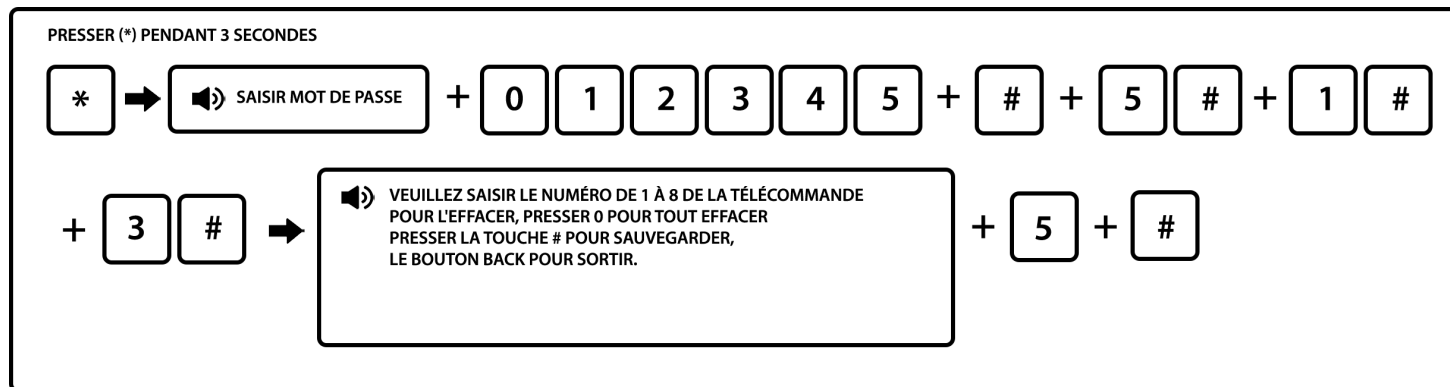 PRESSER (*) PENDANT 3 SECONDES
* SAISIR MOT DE PASSE + 0 1 2 3 4 5 + # + 5 # + 1 #
+ 3 #
VEUILLEZ SAISIR LE NUMÉRO DE 1 À 8 DE LA TÉLÉCOMMANDE
POUR L'EFFACER, PRESSER 0 POUR TOUT EFFACER
PRESSER LA TOUCHE # POUR SAUVEGARDER,
LE BOUTON BACK POUR SORTIR.
+ 5 + #